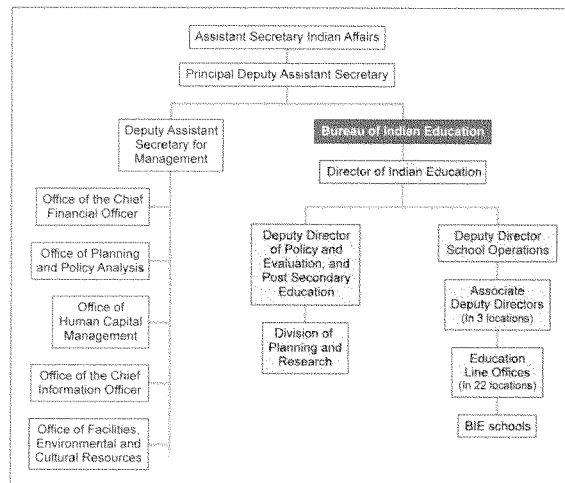 Assistant Secretary Indian Affairs
Principal Deputy Assistant Secretary
Deputy Assistant
Secretary for
Management
Office of the Chief
Financial Officer
Office of Planning
and Policy Analysis
Office of
Human Capital
Management
Office of the Chief
Information Officer
Office of Facilities,
Environmental and
Cultural Resources
Bureau of Indian Education
Director of Indian Education
Deputy Director
of Policy and
Evaluation, and
Post Secondary
Education
Division of
Planning and
Research
Deputy Director
School Operations
Associate
Deputy Directors
(In 3 locations)
Education
Line Offices
(In 22 locations)
BIE schools